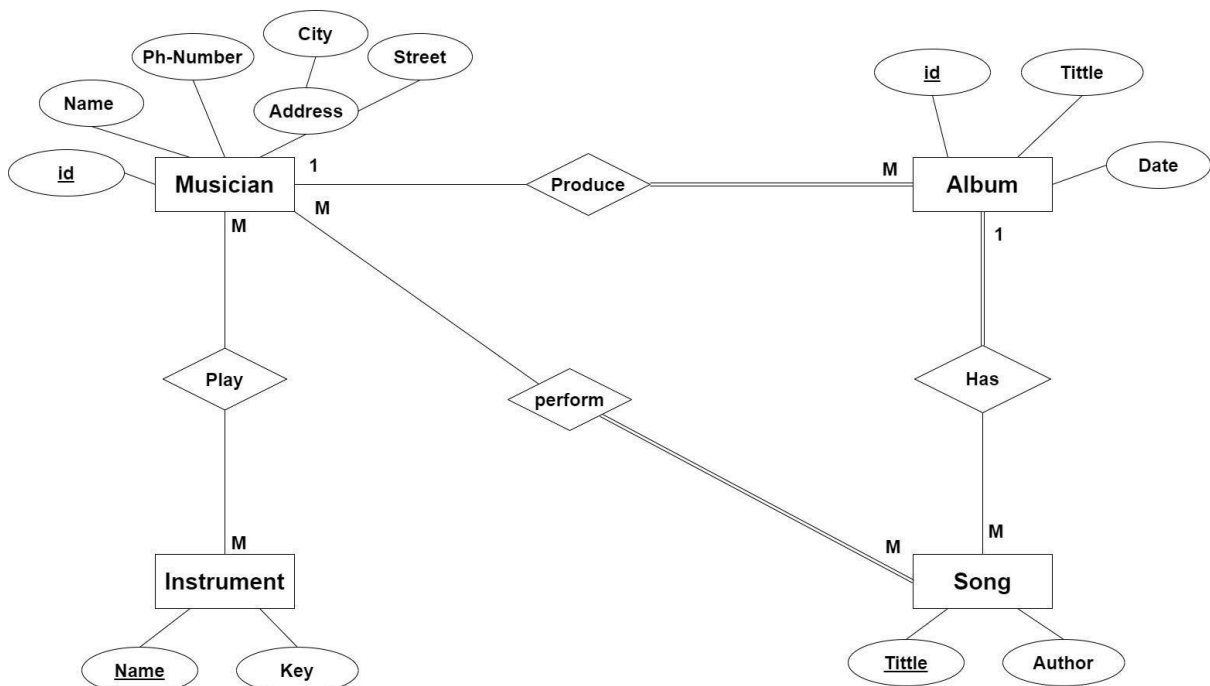 City
Ph-Number
Street
Name
Address
id
Musician
1
M
M
Produce
M
id
Tittle
Date
Album
1
Play
perform
Has
M
Instrument
Name
Key
M
M
Song
Tittle
Author